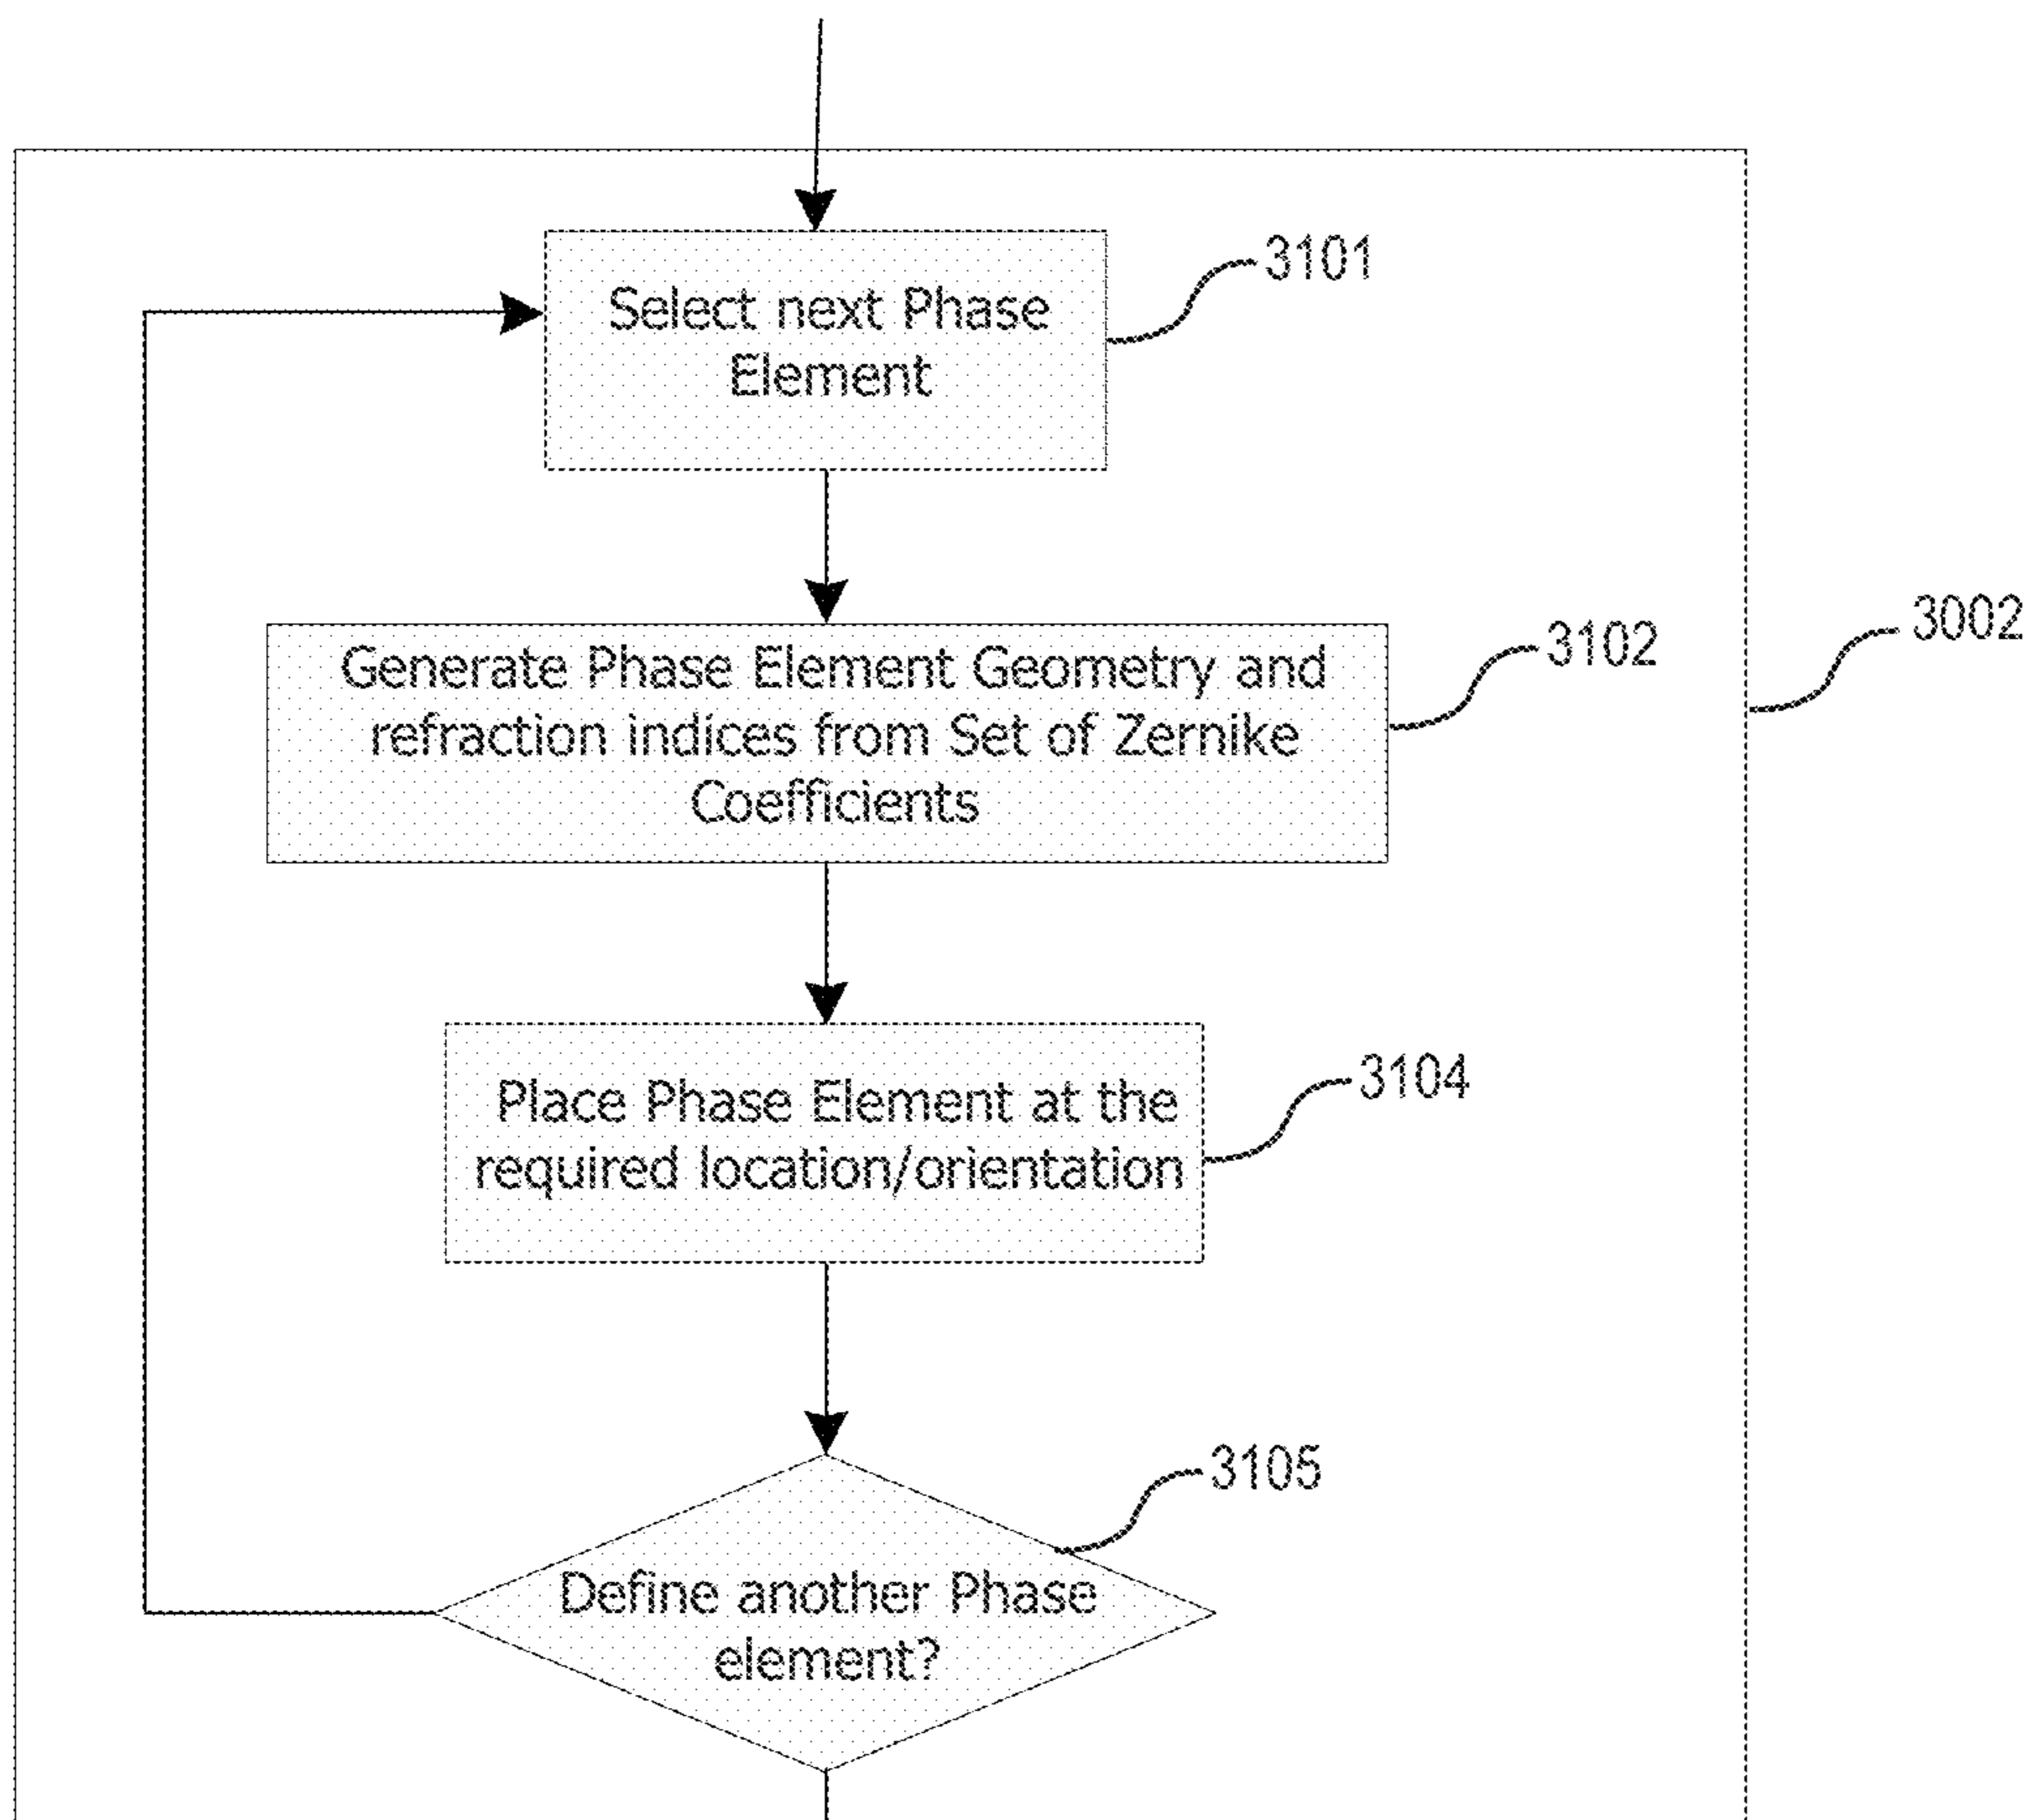 Select next Phase
Element
3101
Generate Phase Element Geometry and
refraction indices from Set of Zernike
Coefficients
3102
3002
Place Phase Element at the
required location/orientation
3104
Define another Phase
element?
3105